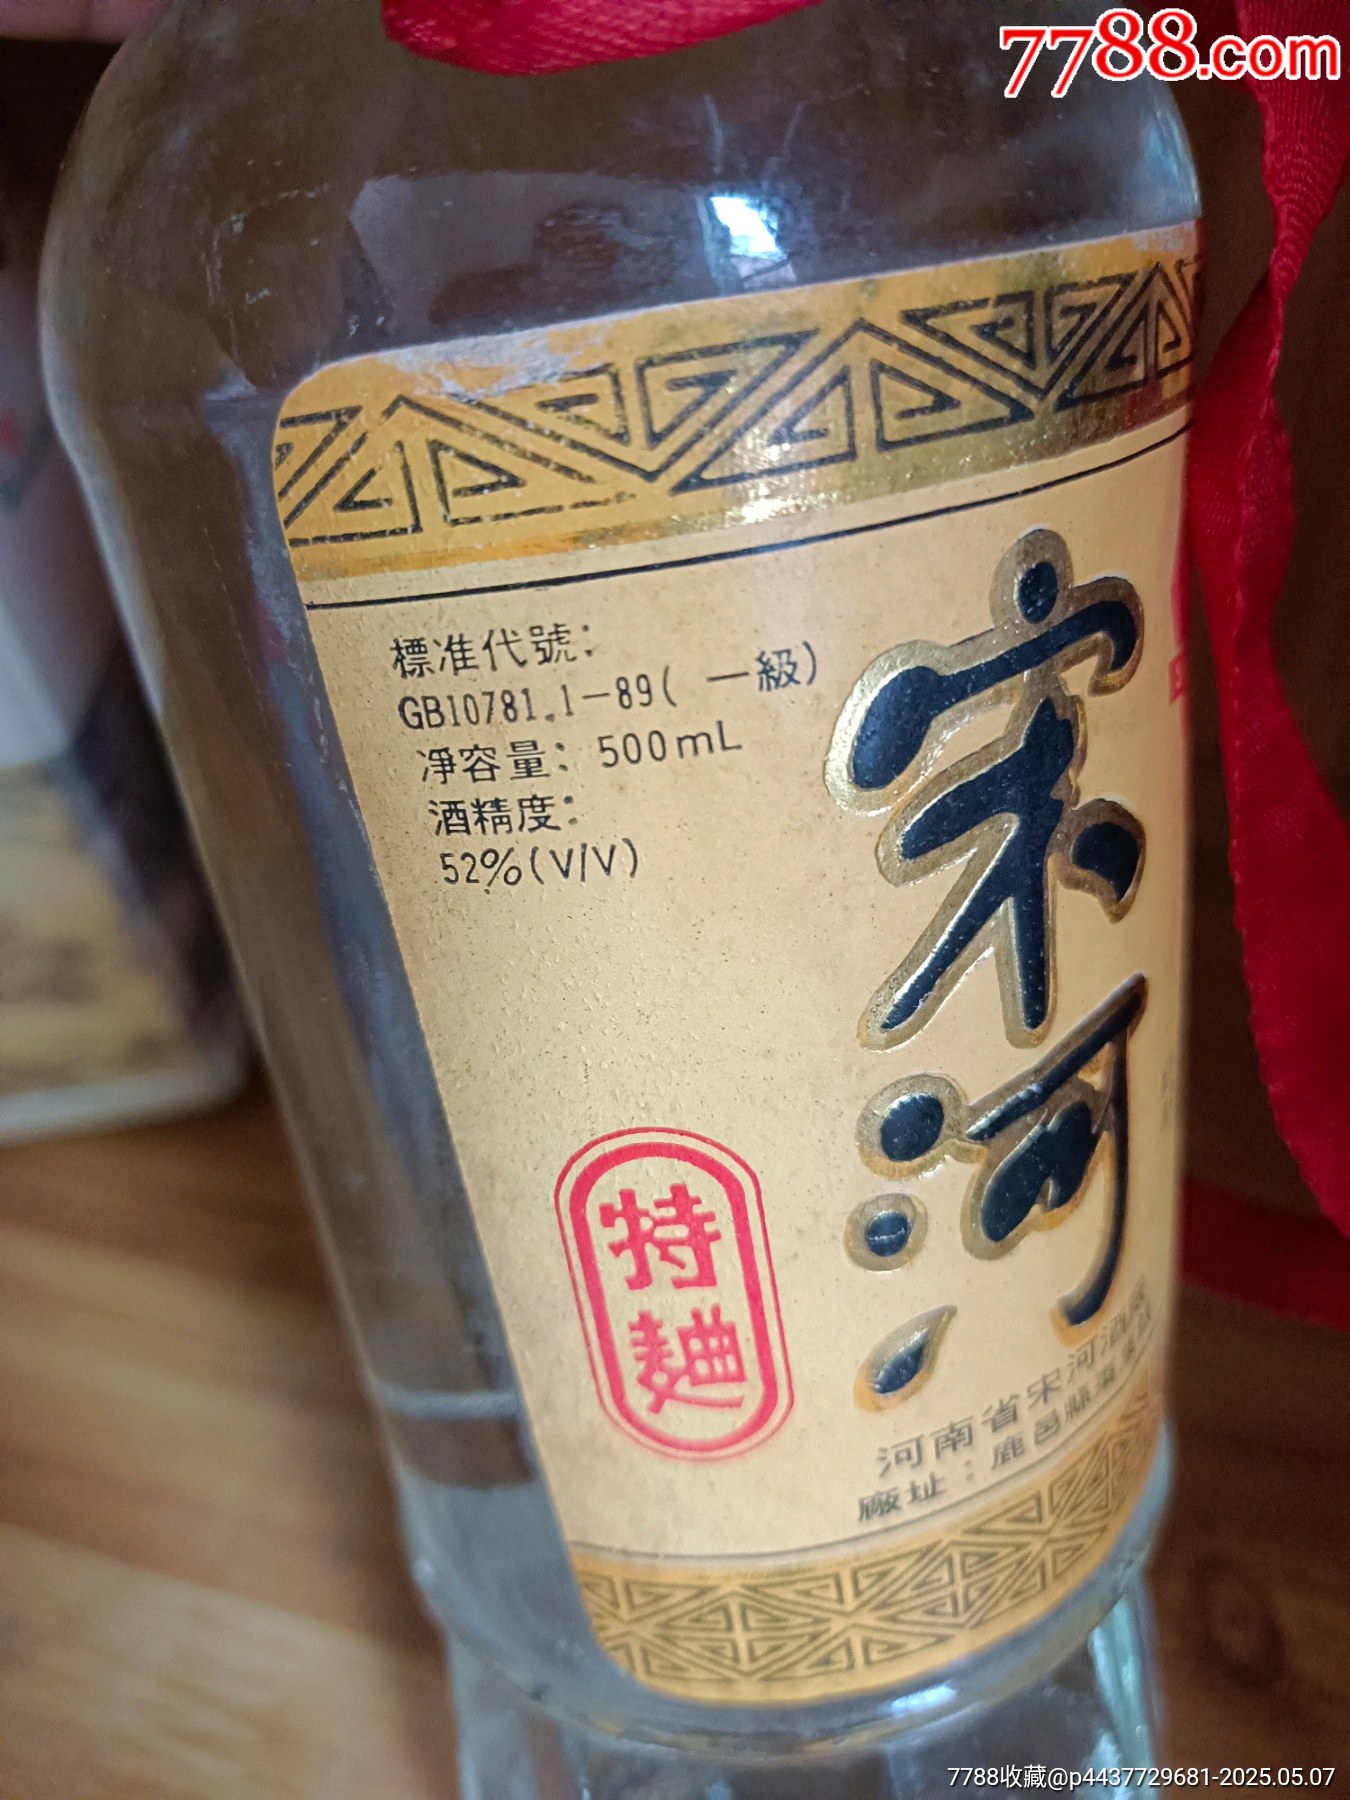 7788.com
標准代號：
GB10781.1-89( 一級)
净容量：500mL
酒精度：
52%(V/V)
宋河
特麯
河南省宋河酒
廠址：鹿邑縣
7788收藏@p4437729681-2025.05.07